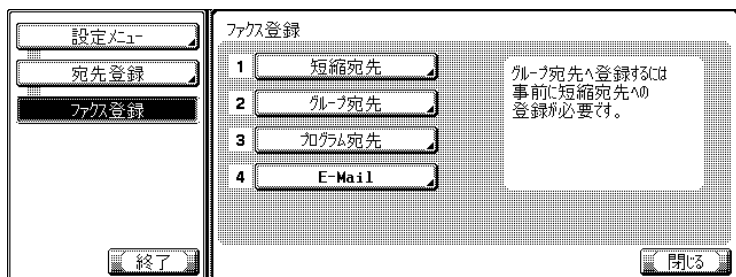 設定メニュー
宛先登録
ファクス登録
終了
ファクス登録
1 短縮宛先
2 グループ宛先
3 プログラム宛先
4 E-Mail
グループ宛先へ登録するには
事前に短縮宛先への
登録が必要です。
閉じる